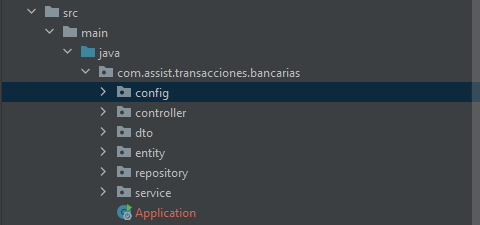 src
main
java
com.assist.transacciones.bancarias
config
controller
dto
entity
repository
service
Application